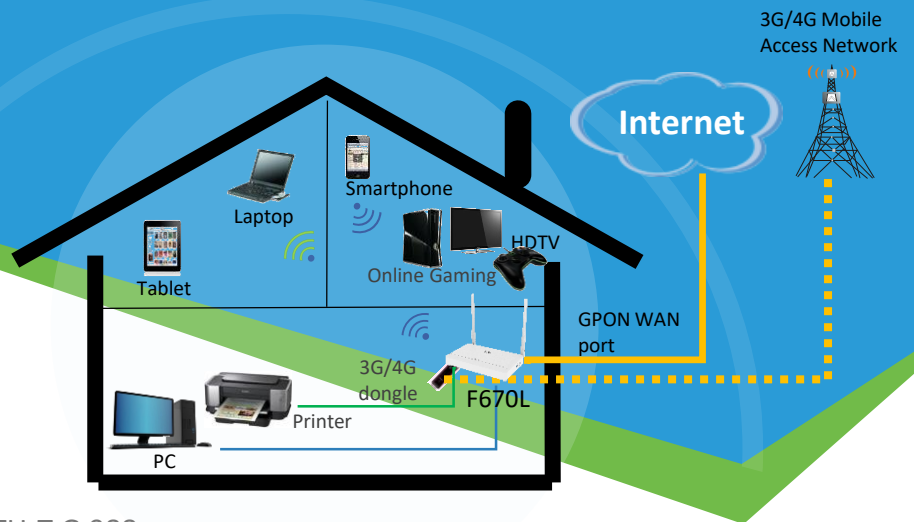 3G/4G Mobile
Access Network
Internet
Smartphone
Laptop
HDTV
Online Gaming
Tablet
GPON WAN
port
3G/4G
dongle
F670L
Printer
PC